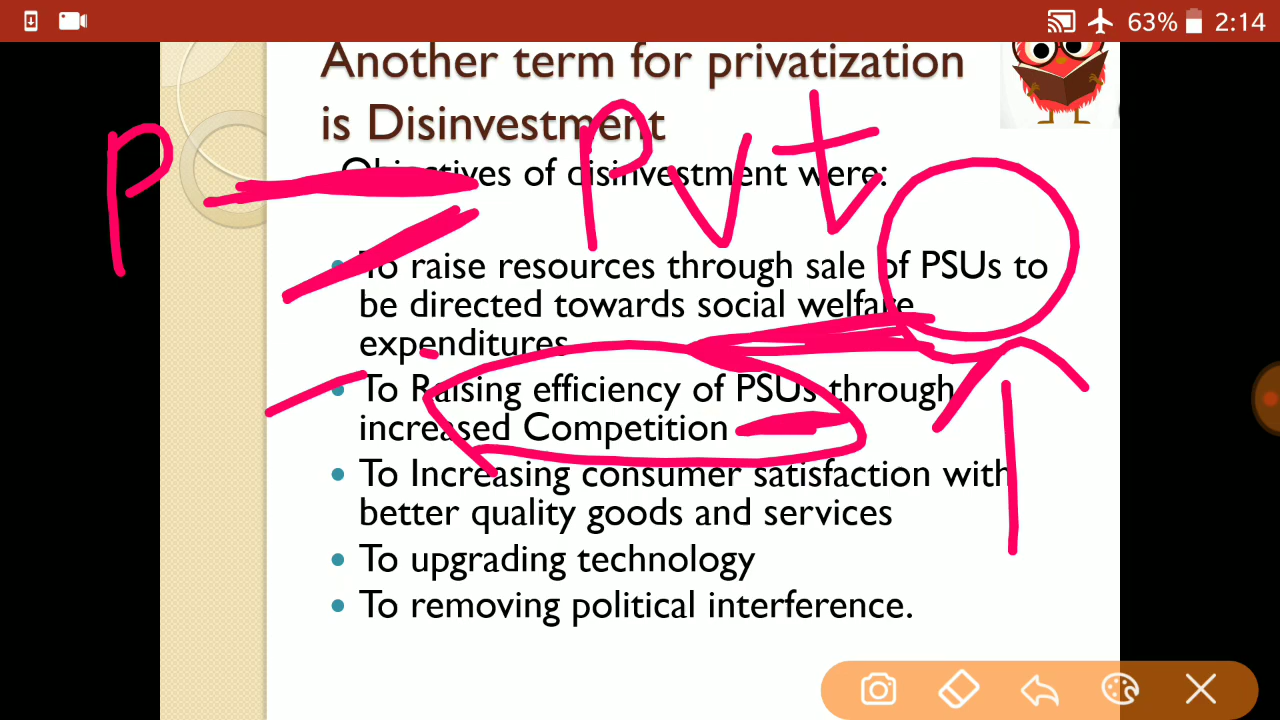 63% 2:14
Another term for privatization
is Disinvestment
P Pvt
Objectives of disinvestment were:
To raise resources through sale of PSUs to
be directed towards social welfare
expenditures
To Raising efficiency of PSUs through
increased Competition
To Increasing consumer satisfaction with
better quality goods and services
To upgrading technology
To removing political interference.